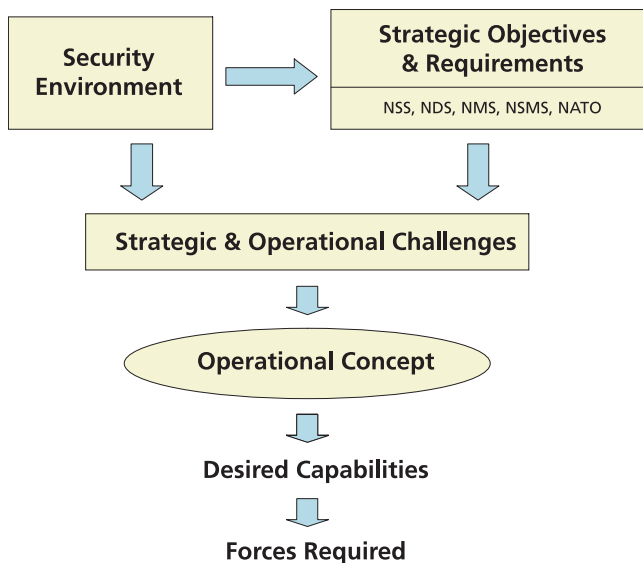 Security
Environment
Strategic Objectives
& Requirements
NSS, NDS, NMS, NSMS, NATO
Strategic & Operational Challenges
Operational Concept
Desired Capabilities
Forces Required